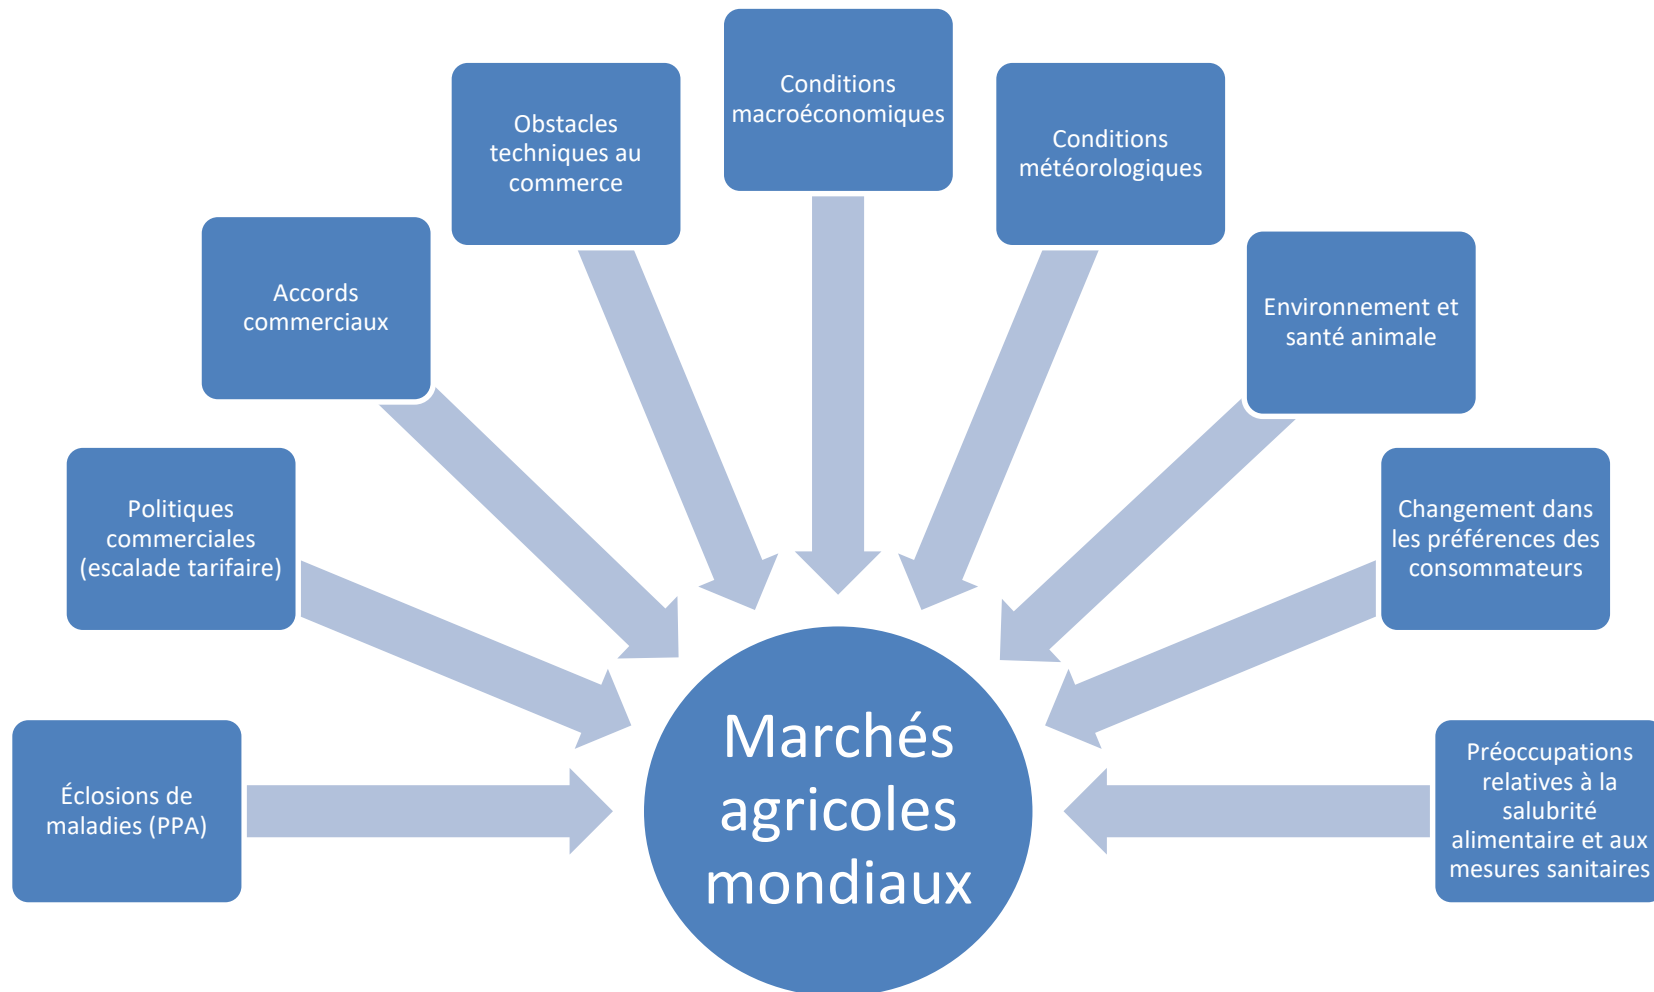 Conditions
macroéconomiques
Obstacles
techniques au
commerce
Conditions
météorologiques
Accords
commerciaux
Environnement et
santé animale
Politiques
commerciales
(escalade tarifaire)
Changement dans
les préférences des
consommateurs
Éclosions de
maladies (PPA)
Marchés
agricoles
mondiaux
Préoccupations
relatives à la
salubrité
alimentaire et aux
mesures sanitaires